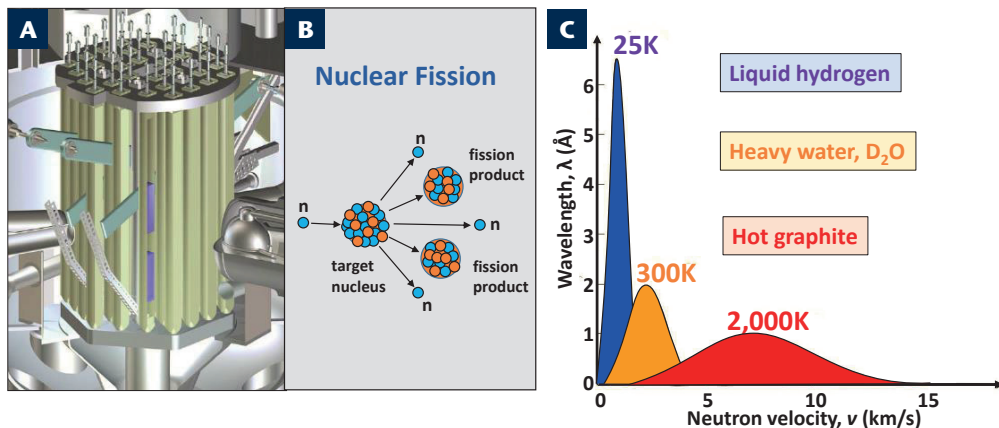 A
B
Nuclear Fission
n
fission
product
n
n
target
nucleus
fission
product
n
C
25K
Liquid hydrogen
Heavy water, D₂O
Hot graphite
300K
2,000K
Wavelength, λ (Å)
6
5
4
3
2
1
0
0 5 10 15
Neutron velocity, v (km/s)